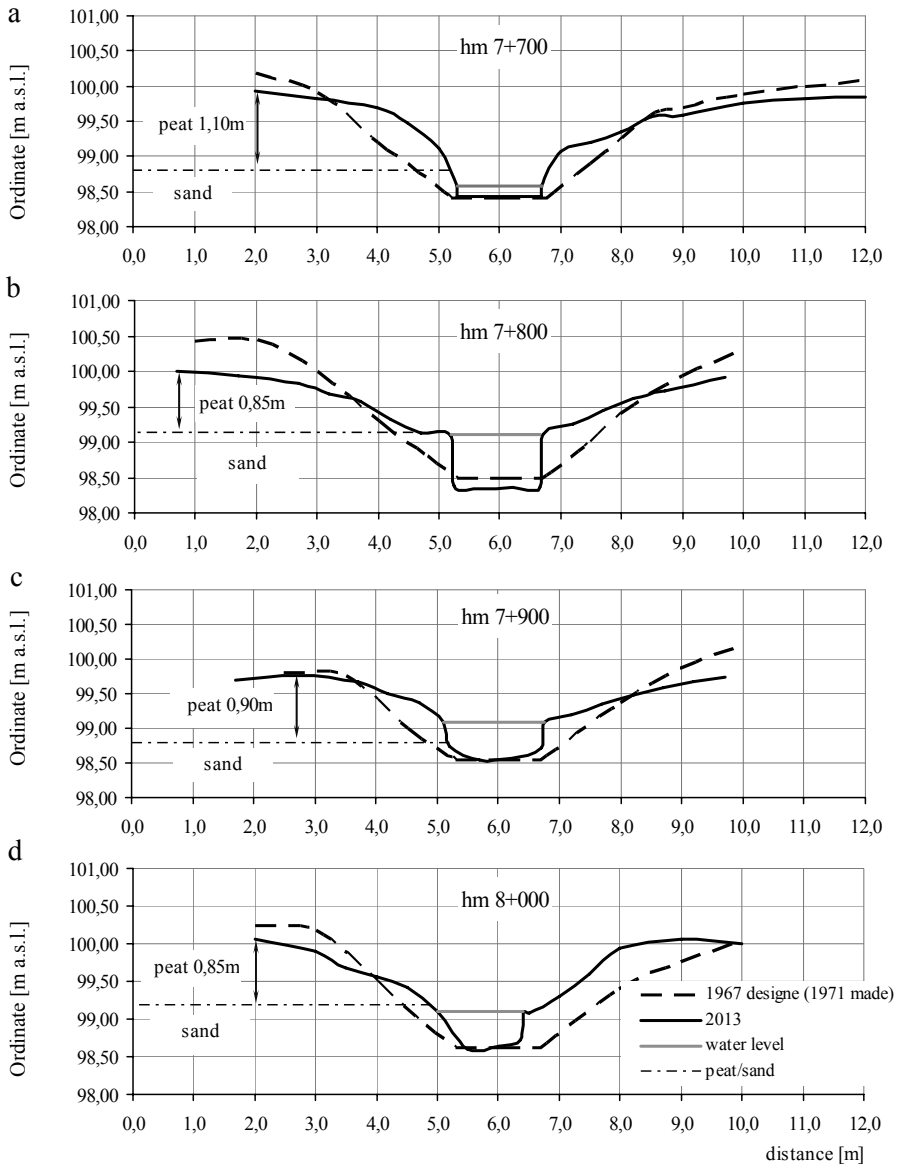 a
hm 7+700
Ordinate [m a.s.l.]
101,00
100,50
100,00
99,50
99,00
98,50
98,00
peat 1,10m
sand
0,0 1,0 2,0 3,0 4,0 5,0 6,0 7,0 8,0 9,0 10,0 11,0 12,0
b
hm 7+800
Ordinate [m a.s.l.]
101,00
100,50
100,00
99,50
99,00
98,50
98,00
peat 0,85m
sand
0,0 1,0 2,0 3,0 4,0 5,0 6,0 7,0 8,0 9,0 10,0 11,0 12,0
c
hm 7+900
Ordinate [m a.s.l.]
101,00
100,50
100,00
99,50
99,00
98,50
98,00
peat 0,90m
sand
0,0 1,0 2,0 3,0 4,0 5,0 6,0 7,0 8,0 9,0 10,0 11,0 12,0
d
hm 8+000
Ordinate [m a.s.l.]
101,00
100,50
100,00
99,50
99,00
98,50
98,00
peat 0,85m
sand
1967 designe (1971 made)
2013
water level
peat/sand
0,0 1,0 2,0 3,0 4,0 5,0 6,0 7,0 8,0 9,0 10,0 11,0 12,0
distance [m]